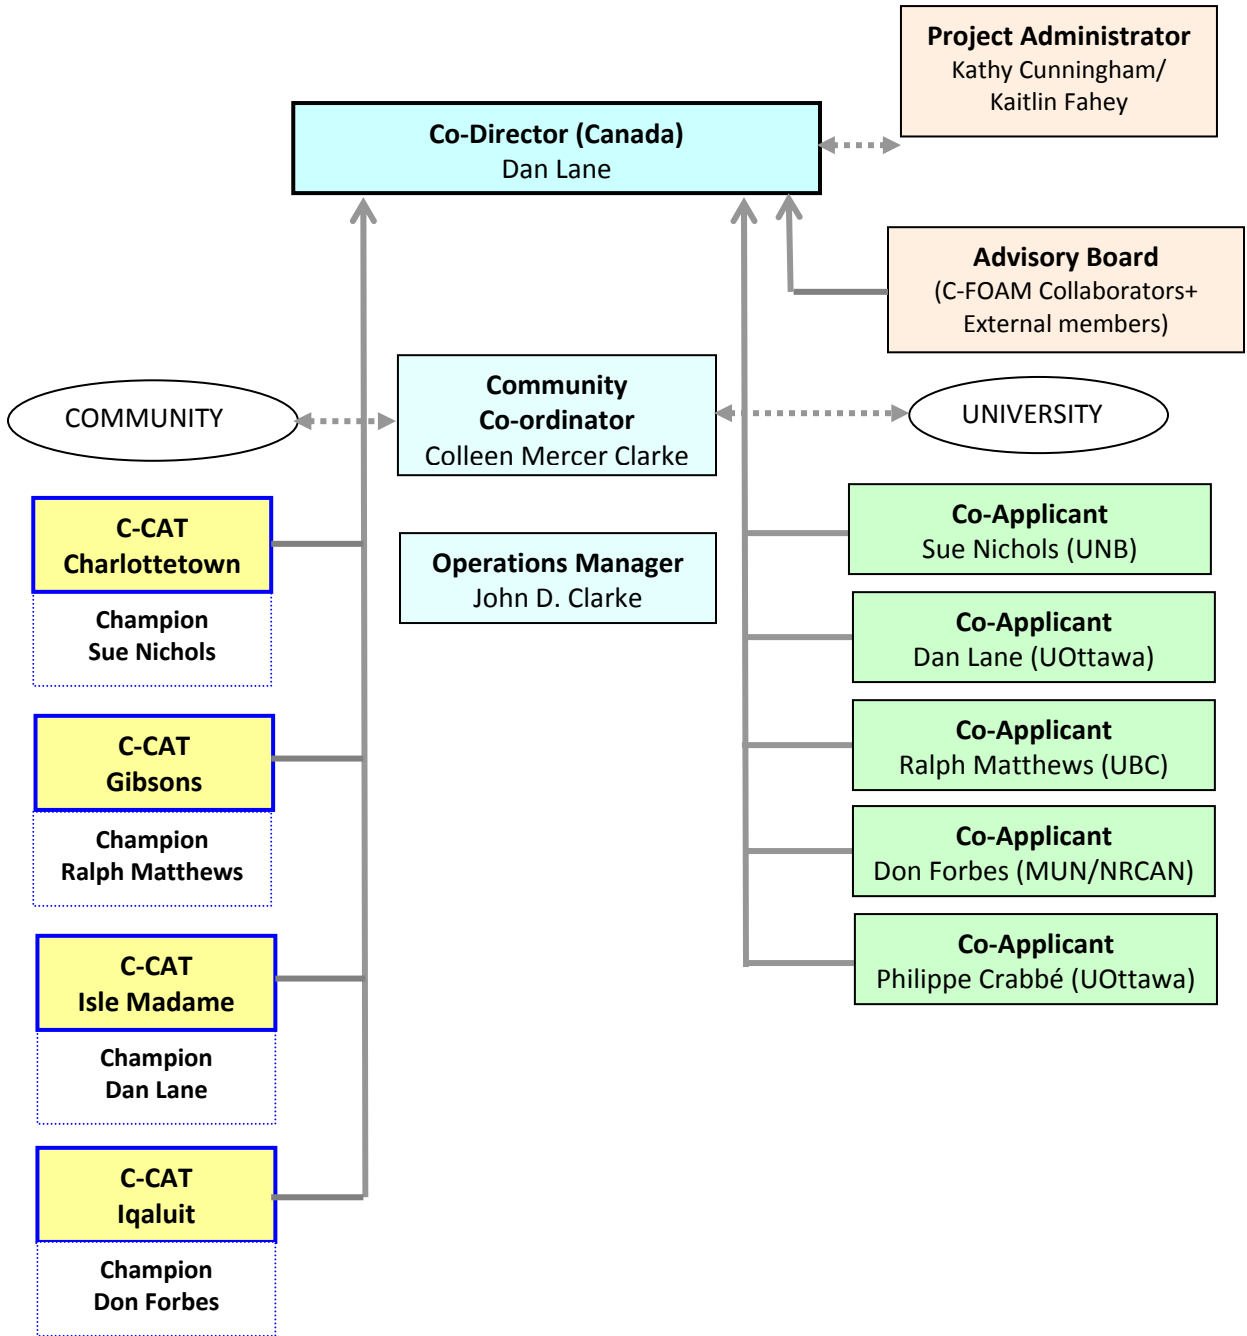 Project Administrator
Kathy Cunningham/
Kaitlin Fahey
Co-Director (Canada)
Dan Lane
Advisory Board
(C-FOAM Collaborators+
External members)
COMMUNITY
Community
Co-ordinator
Colleen Mercer Clarke
UNIVERSITY
Operations Manager
John D. Clarke
C-CAT
Charlottetown
Champion
Sue Nichols
C-CAT
Gibsons
Champion
Ralph Matthews
C-CAT
Isle Madame
Champion
Dan Lane
C-CAT
Iqaluit
Champion
Don Forbes
Co-Applicant
Sue Nichols (UNB)
Co-Applicant
Dan Lane (UOttawa)
Co-Applicant
Ralph Matthews (UBC)
Co-Applicant
Don Forbes (MUN/NRCAN)
Co-Applicant
Philippe Crabbé (UOttawa)